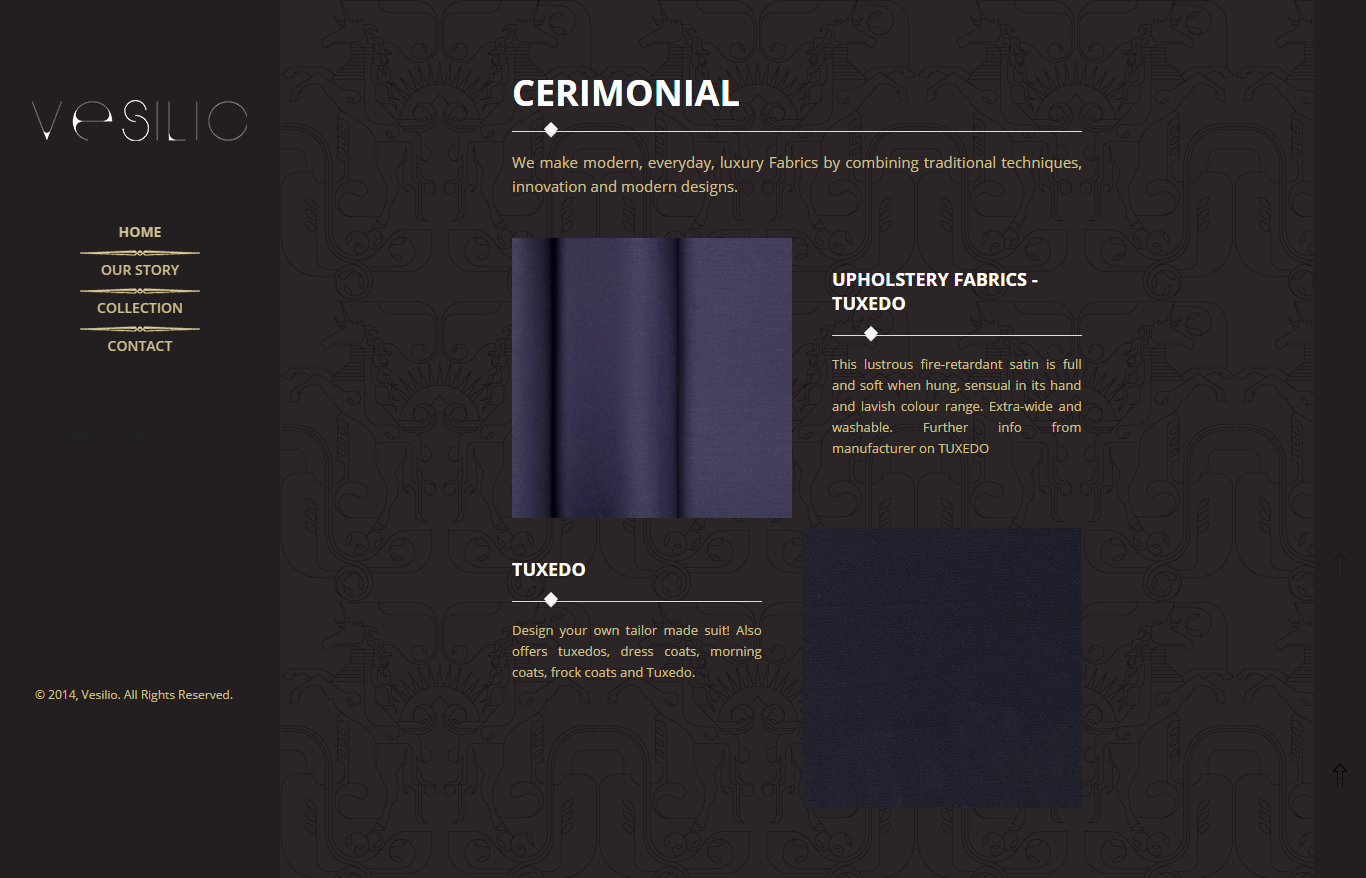 vesilio
HOME
OUR STORY
COLLECTION
CONTACT
© 2014, Vesilio. All Rights Reserved.
CERIMONIAL
We make modern, everyday, luxury Fabrics by combining traditional techniques,
innovation and modern designs.
UPHOLSTERY FABRICS -
TUXEDO
This lustrous fire-retardant satin is full
and soft when hung, sensual in its hand
and lavish colour range. Extra-wide and
washable. Further info from
manufacturer on TUXEDO
TUXEDO
Design your own tailor made suit! Also
offers tuxedos, dress coats, morning
coats, frock coats and Tuxedo.